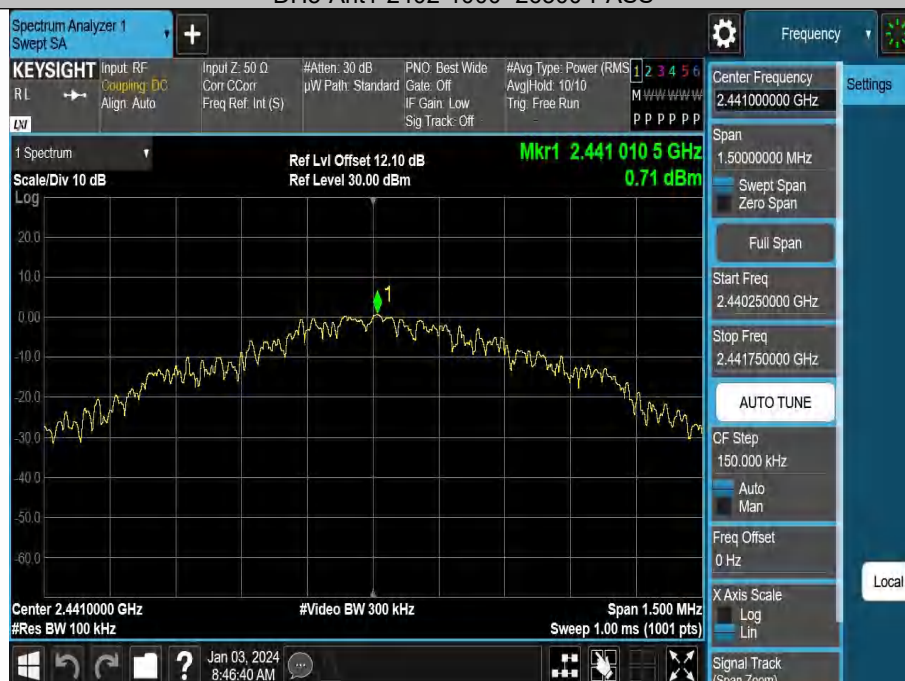 Spectrum Analyzer 1
Swept SA
+
Frequency
KEYSIGHT
RL
LXI
Input: RF
Coupling: DC
Align: Auto
Input Z: 50 Ω
Corr CCorr
Freq Ref: Int (S)
#Atten: 30 dB
µW Path: Standard
PNO: Best Wide
Gate: Off
IF Gain: Low
Sig Track: Off
#Avg Type: Power (RMS
Avg|Hold: 10/10
Trig: Free Run
1 2 3 4 5 6
M W W W W W
P P P P P P
Center Frequency
2.441000000 GHz
Settings
Span
1.50000000 MHz
Swept Span
Zero Span
Full Span
Start Freq
2.440250000 GHz
Stop Freq
2.441750000 GHz
AUTO TUNE
CF Step
150.000 kHz
Auto
Man
Freq Offset
0 Hz
X Axis Scale
Log
Lin
Signal Track
(Span Zoom)
Local
1 Spectrum
Scale/Div 10 dB
Log
Ref Lvl Offset 12.10 dB
Ref Level 30.00 dBm
Mkr1 2.441 010 5 GHz
0.71 dBm
20.0
10.0
0.00
-10.0
-20.0
-30.0
-40.0
-50.0
-60.0
1
Center 2.4410000 GHz
#Res BW 100 kHz
#Video BW 300 kHz
Span 1.500 MHz
Sweep 1.00 ms (1001 pts)
?
Jan 03, 2024
8:46:40 AM